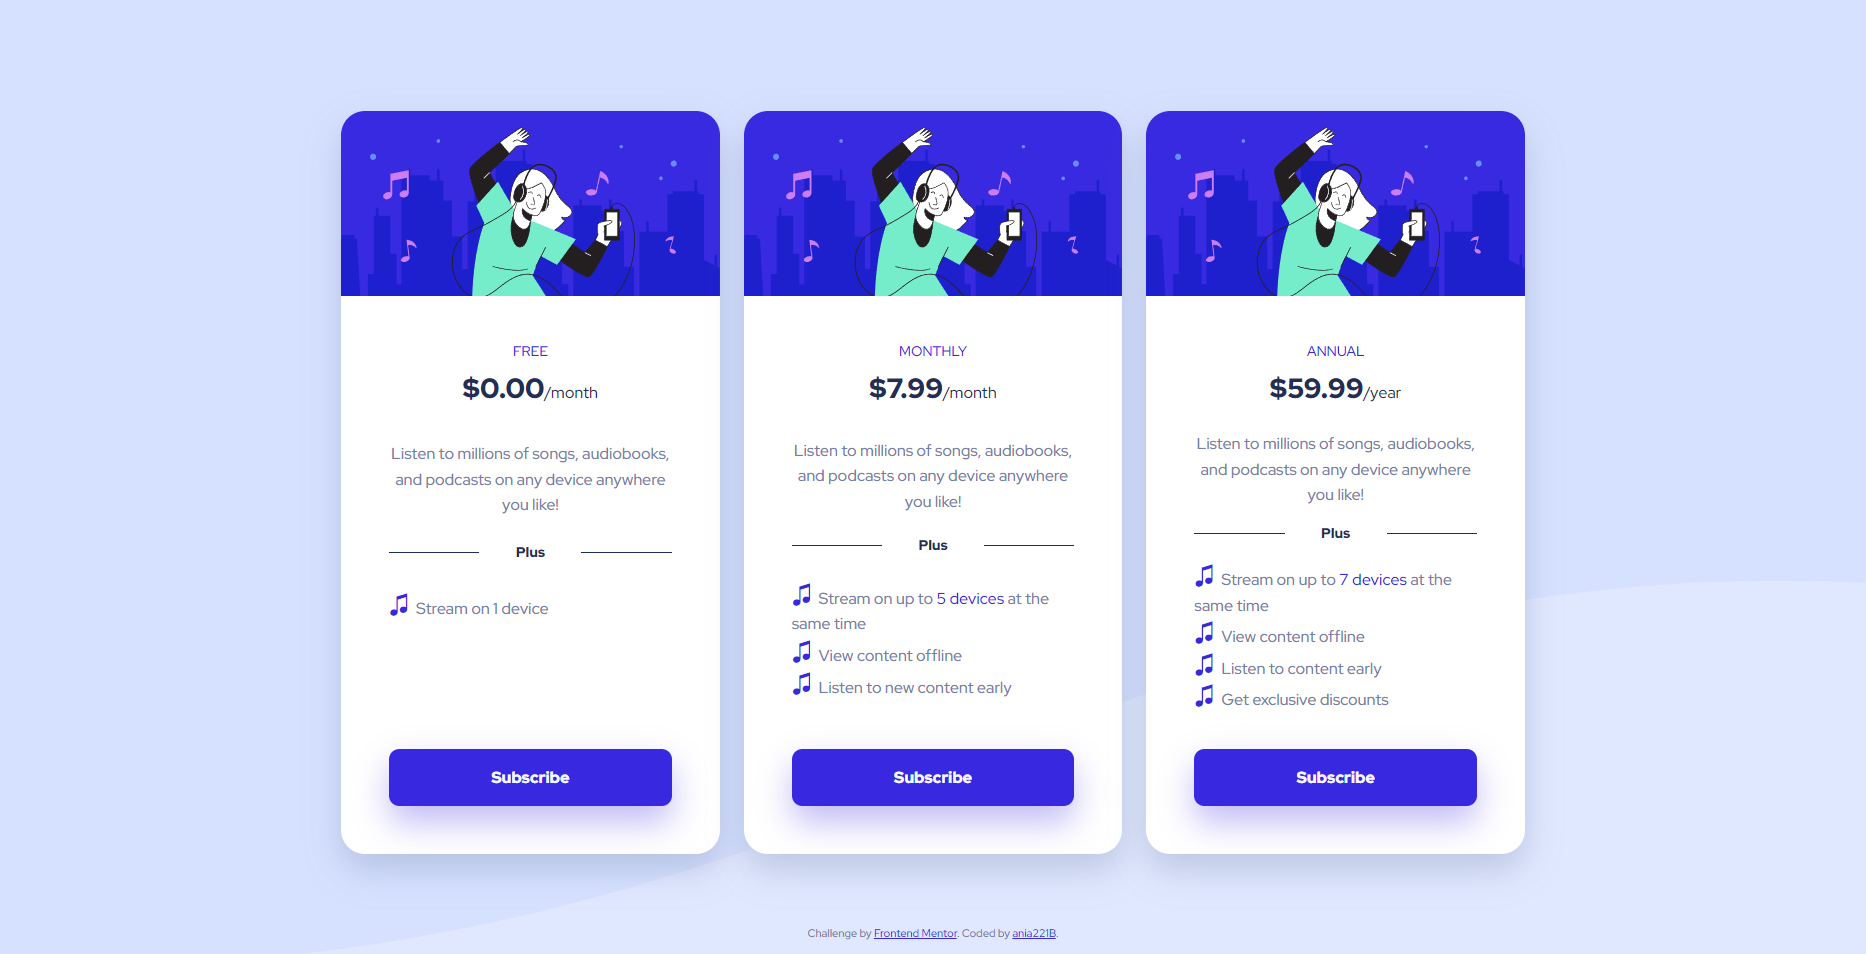 FREE
$0.00/month
Listen to millions of songs, audiobooks,
and podcasts on any device anywhere
you like!
Plus
Stream on 1 device
Subscribe
MONTHLY
$7.99/month
Listen to millions of songs, audiobooks,
and podcasts on any device anywhere
you like!
Plus
Stream on up to 5 devices at the
same time
View content offline
Listen to new content early
Subscribe
ANNUAL
$59.99/year
Listen to millions of songs, audiobooks,
and podcasts on any device anywhere
you like!
Plus
Stream on up to 7 devices at the
same time
View content offline
Listen to content early
Get exclusive discounts
Subscribe
Challenge by Frontend Mentor. Coded by ania221B.